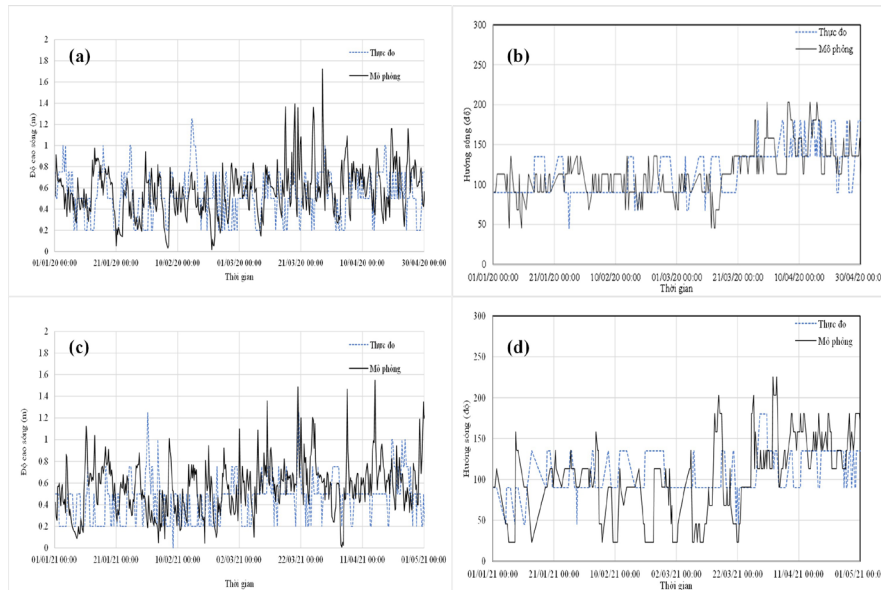 (a)
Thực đo
Mô phỏng
Độ cao sóng (m)
2
1.8
1.6
1.4
1.2
1
0.8
0.6
0.4
0.2
0
01/01/20 00:00 21/01/20 00:00 10/02/20 00:00 01/03/20 00:00 21/03/20 00:00 10/04/20 00:00 30/04/20 00:00
Thời gian
(b)
Thực đo
Mô phỏng
Hướng sóng (độ)
300
250
200
150
100
50
0
01/01/20 00:00 21/01/20 00:00 10/02/20 00:00 01/03/20 00:00 21/03/20 00:00 10/04/20 00:00 30/04/20 00:00
Thời gian
(c)
Thực đo
Mô phỏng
Độ cao sóng (m)
2
1.8
1.6
1.4
1.2
1
0.8
0.6
0.4
0.2
0
01/01/21 00:00 21/01/21 00:00 10/02/21 00:00 02/03/21 00:00 22/03/21 00:00 11/04/21 00:00 01/05/21 00:00
Thời gian
(d)
Thực đo
Mô phỏng
Hướng sóng (độ)
300
250
200
150
100
50
0
01/01/21 00:00 21/01/21 00:00 10/02/21 00:00 02/03/21 00:00 22/03/21 00:00 11/04/21 00:00 01/05/21 00:00
Thời gian